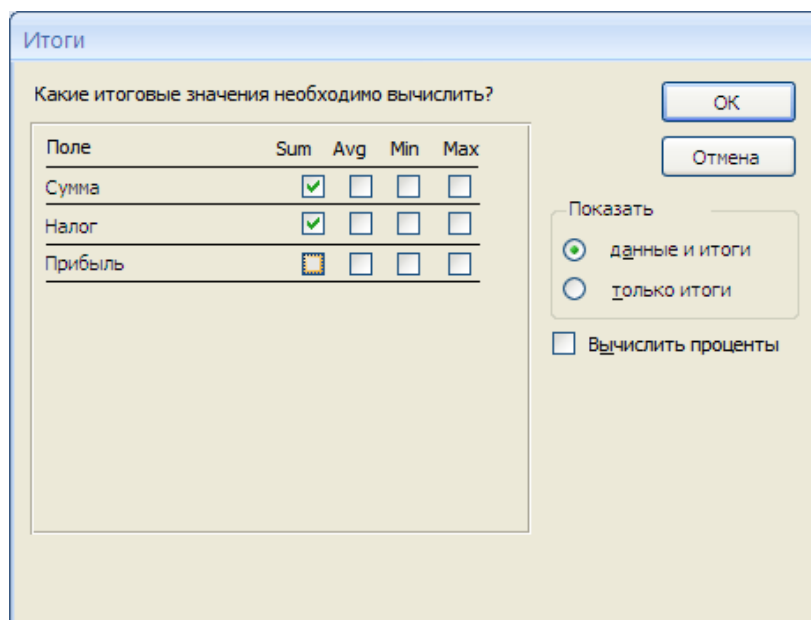 Итоги
Какие итоговые значения необходимо вычислить?
ОК
Отмена
Поле Sum Avg Min Max
Сумма
Налог
Прибыль
Показать
данные и итоги
только итоги
Вычислить проценты